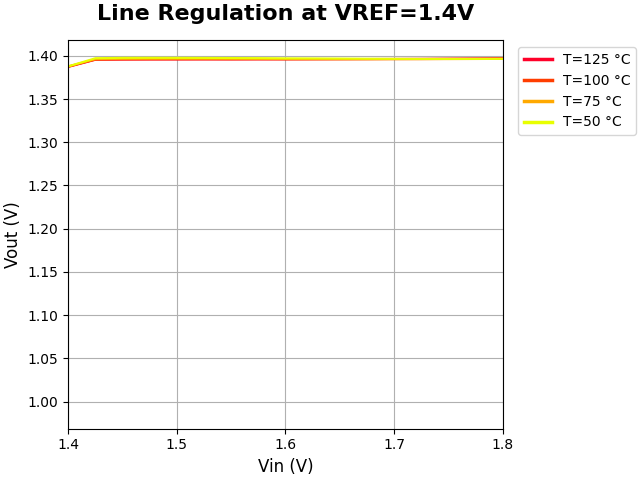 Line Regulation at VREF=1.4V
T=125 °C
T=100 °C
T=75 °C
T=50 °C
Vout (V)
1.40
1.35
1.30
1.25
1.20
1.15
1.10
1.05
1.00
1.4 1.5 1.6 1.7 1.8
Vin (V)